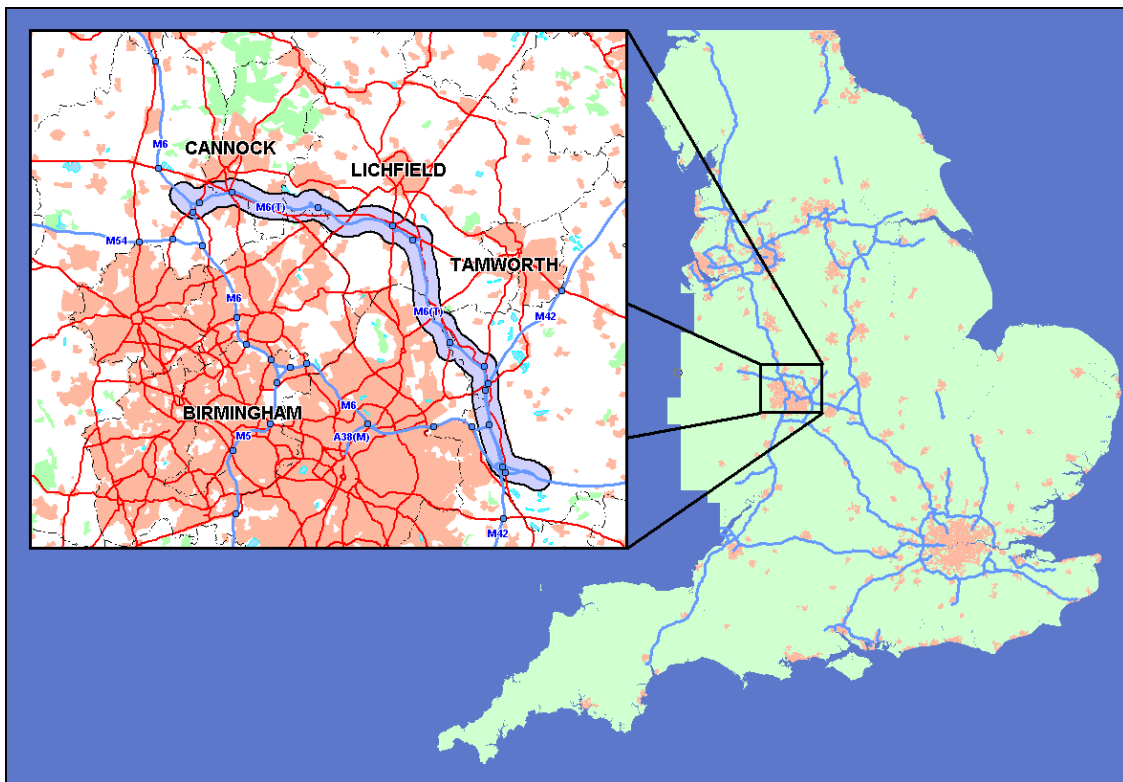 M6
CANNOCK
LICHFIELD
M6(T)
M54
TAMWORTH
M6
M6(T)
M42
BIRMINGHAM
M6
M5
A38(M)
M42